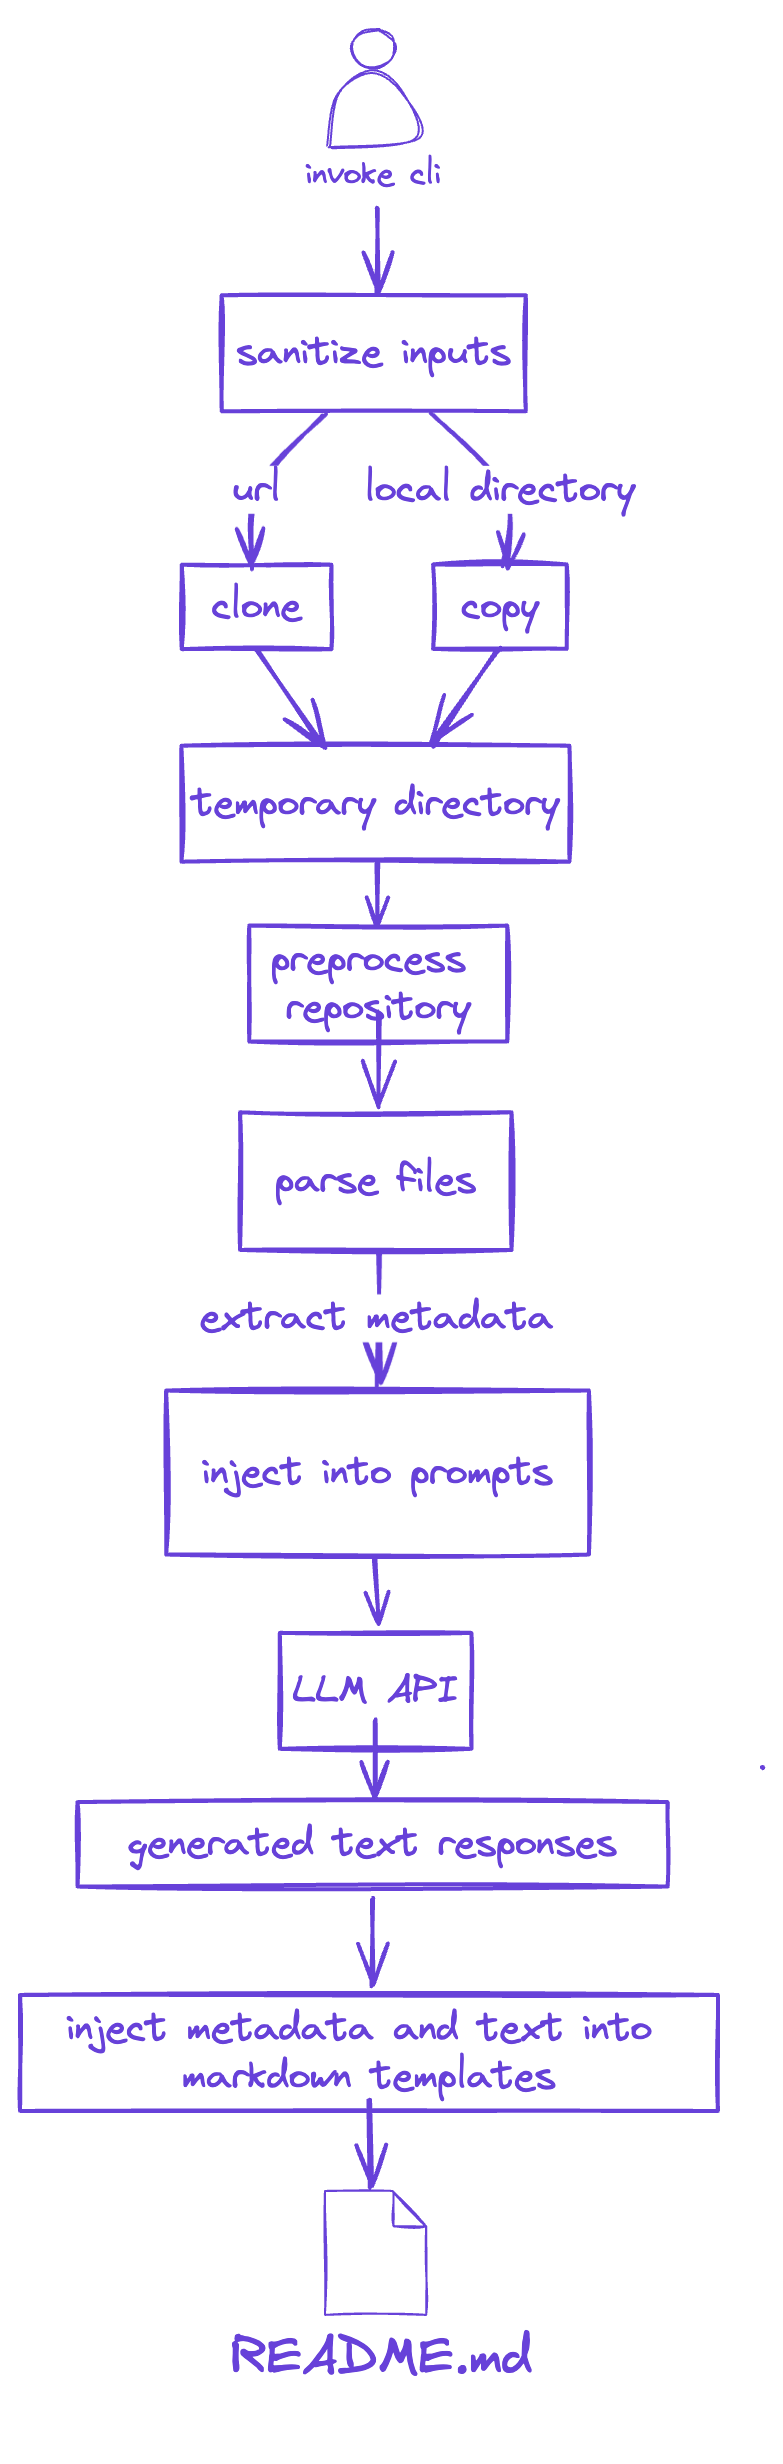 invoke cli
sanitize inputs
url
local directory
clone
copy
temporary directory
preprocess
repository
parse files
extract metadata
inject into prompts
LLM API
generated text responses
inject metadata and text into
markdown templates
README.md